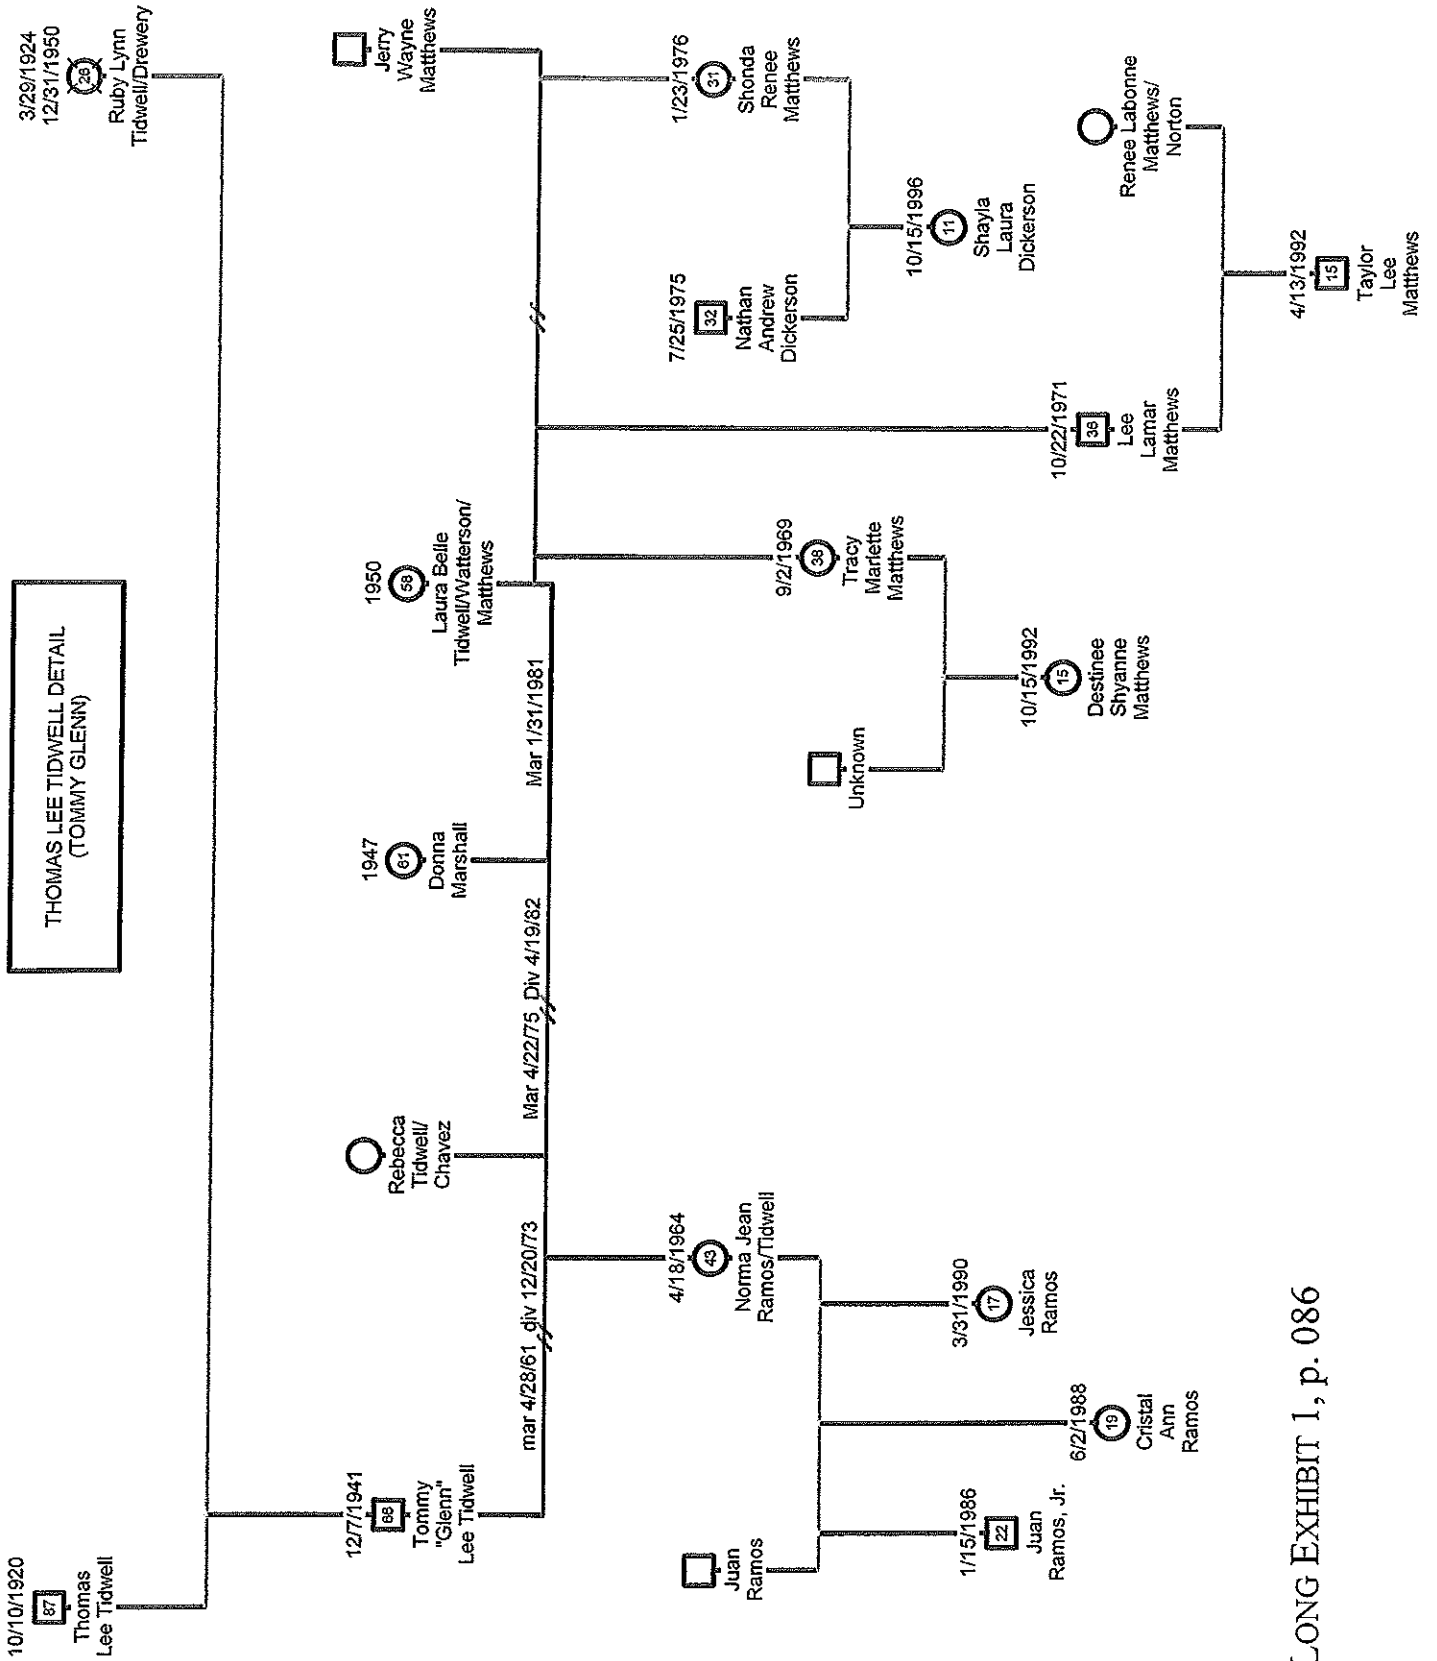 THOMAS LEE TIDWELL DETAIL
(TOMMY GLENN)
10/10/1920
87
Thomas
Lee Tidwell
3/29/1924
12/31/1950
26
Ruby Lynn
Tidwell/Drewery
12/7/1941
66
Tommy
"Glenn"
Lee Tidwell
mar 4/28/61 div 12/20/73
Rebecca
Tidwell/
Chavez
Mar 4/22/75 Div 4/19/82
1947
61
Donna
Marshall
Mar 1/31/1981
1950
58
Laura Belle
Tidwell/Watterson/
Matthews
Jerry
Wayne
Matthews
Juan
Ramos
4/18/1964
43
Norma Jean
Ramos/Tidwell
1/15/1986
22
Juan
Ramos, Jr.
6/2/1988
19
Cristal
Ann
Ramos
3/31/1990
17
Jessica
Ramos
Unknown
9/2/1969
38
Tracy
Marlette
Matthews
10/15/1992
15
Destinee
Shyanne
Matthews
10/22/1971
36
Lee
Lamar
Matthews
7/25/1975
32
Nathan
Andrew
Dickerson
1/23/1976
31
Shonda
Renee
Matthews
10/15/1996
11
Shayla
Laura
Dickerson
Renee Labonne
Matthews/
Norton
4/13/1992
15
Taylor
Lee
Matthews
LONG EXHIBIT 1, p. 086